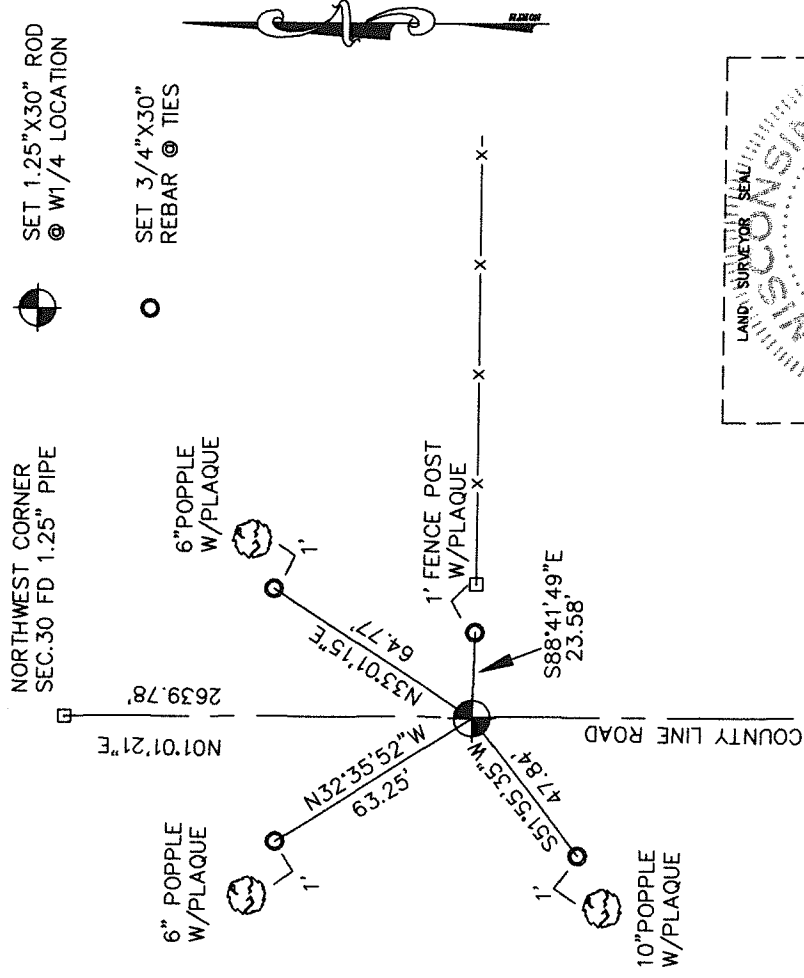 NORTHWEST CORNER
SEC.30 FD 1.25" PIPE
SET 1.25"X30" ROD
@ W1/4 LOCATION
SET 3/4"X30"
REBAR @ TIES
N01°01'21"E
2639.78'
6" POPPLE
W/PLAQUE
1'
N32°35'52"W
63.25'
6"POPPLE
W/PLAQUE
1'
N33°01'15"E
64.77'
1' FENCE POST
W/PLAQUE
X X X X
S88°41'49"E
23.58'
S51°55'35"W
47.84'
1'
10"POPPLE
W/PLAQUE
COUNTY LINE ROAD
LAND SURVEYOR SEAL